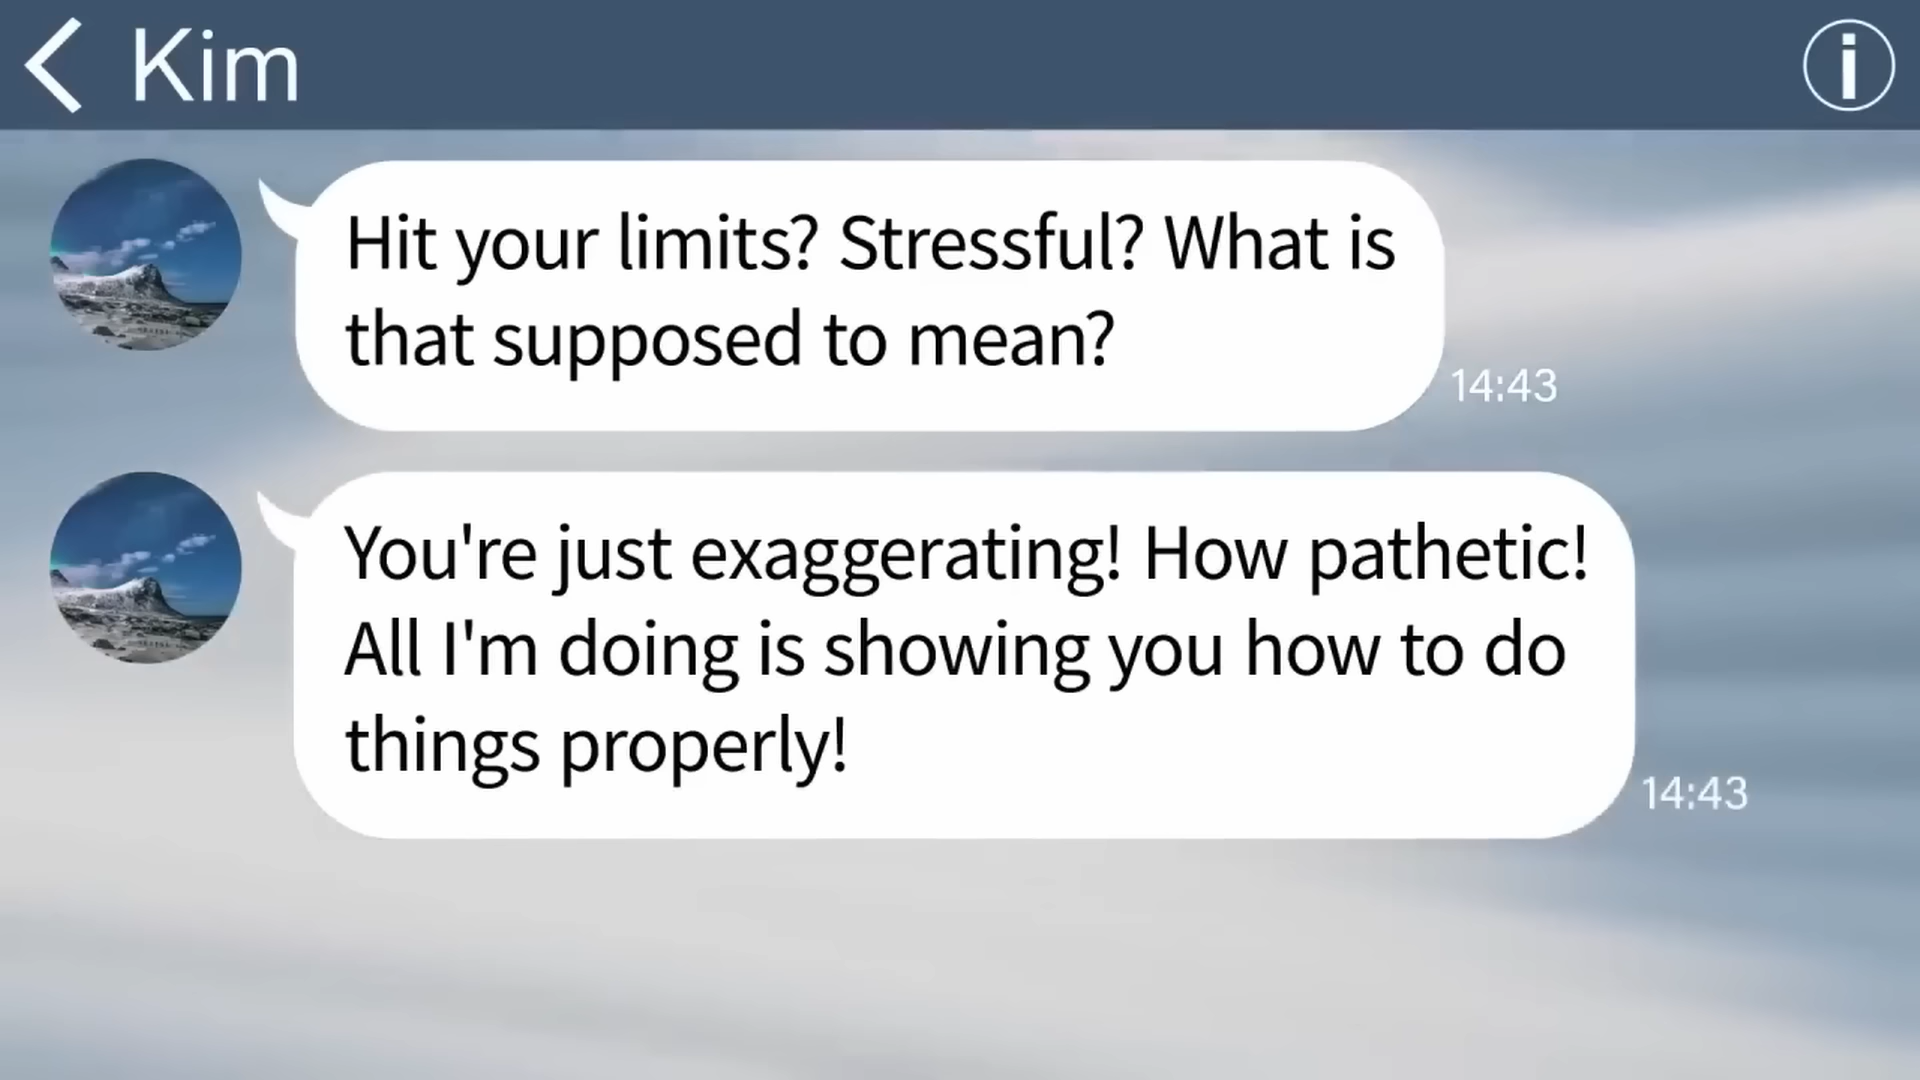 Kim
Hit your limits? Stressful? What is
that supposed to mean?
14:43
You're just exaggerating! How pathetic!
All I'm doing is showing you how to do
things properly!
14:43